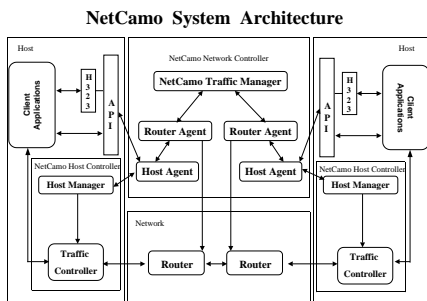 NetCamo System Architecture
Host
NetCamo Network Controller
Host
Client
Applications
H
3
2
3
A
P
I
NetCamo Traffic Manager
Router Agent
Router Agent
Host Agent
Host Agent
A
P
I
H
3
2
3
Client
Applications
NetCamo Host Controller
Host Manager
Traffic
Controller
Network
Router
Router
NetCamo Host Controller
Host Manager
Traffic
Controller